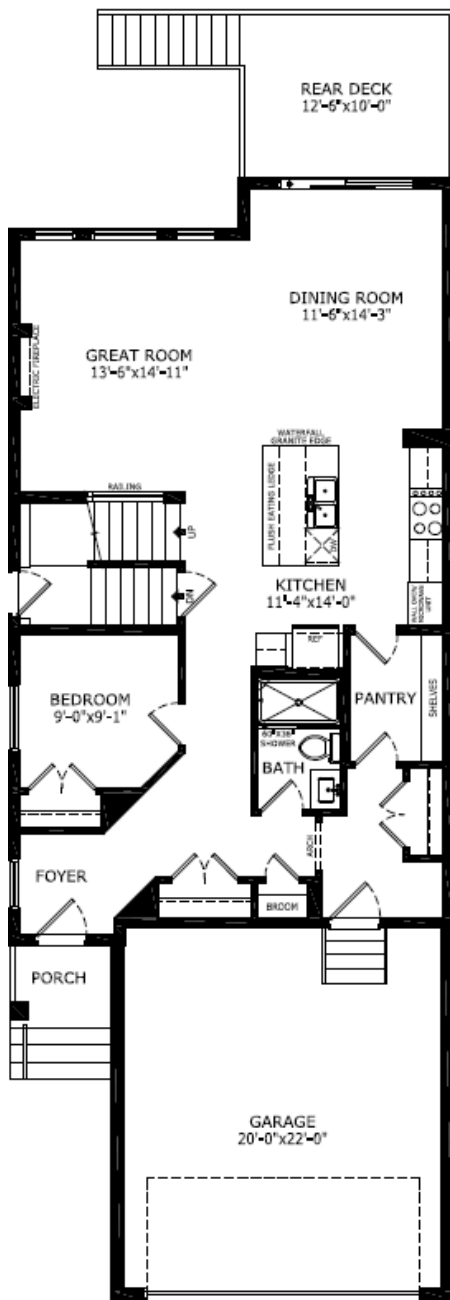 REAR DECK
12'-6"x10'-0"
DINING ROOM
11'-6"x14'-3"
GREAT ROOM
13'-6"x14'-11"
ELECTRIC FIREPLACE
WATERFALL
GRANITE EDGE
FLUSH EATING LEDGE
DW
RAILING
UP
DN
KITCHEN
11'-4"x14'-0"
WALL OVEN/
MICROWAVE
UNIT
REF
BEDROOM
9'-0"x9'-1"
PANTRY
SHELVES
60"X36"
SHOWER
BATH
ARCH
FOYER
BROOM
PORCH
GARAGE
20'-0"x22'-0"